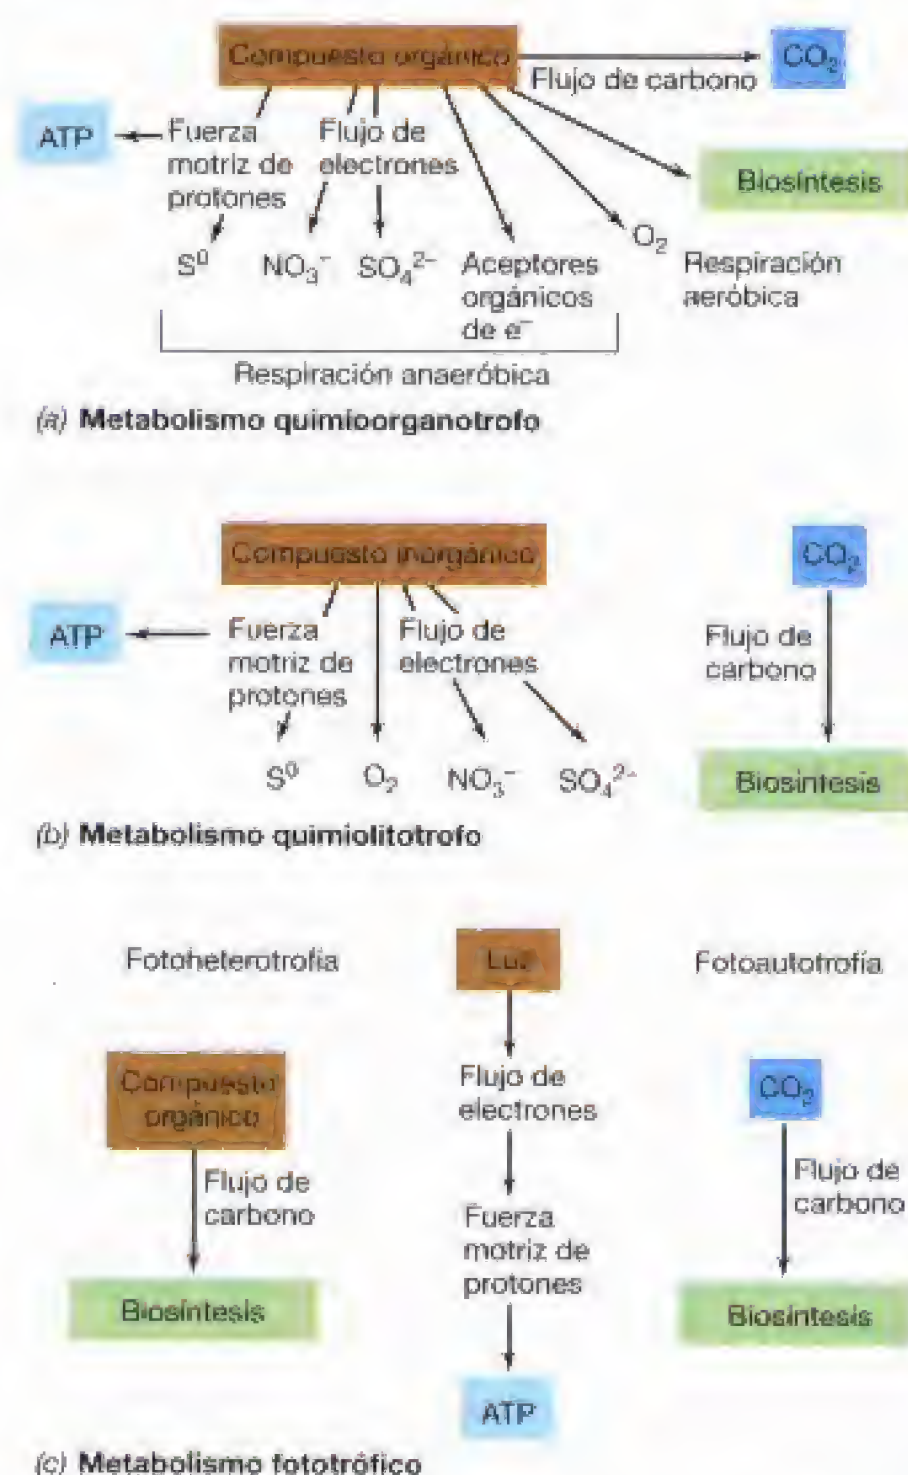 Compuesto orgánico
CO₂
Flujo de carbono
ATP
Fuerza
motriz de
protones
Flujo de
electrones
Biosíntesis
S⁰
NO₃⁻
SO₄²⁻
Aceptores
orgánicos
de e⁻
O₂
Respiración
aeróbica
Respiración anaeróbica
(a) Metabolismo quimioorganotrofo
Compuesto inorgánico
CO₂
ATP
Fuerza
motriz de
protones
Flujo de
electrones
Flujo de
carbono
S⁰
O₂
NO₃⁻
SO₄²⁻
Biosíntesis
(b) Metabolismo quimiolitotrofo
Fotoheterotrofia
Luz
Fotoautotrofía
Compuesto
orgánico
Flujo de
electrones
CO₂
Flujo de
carbono
Fuerza
motriz de
protones
Flujo de
carbono
Biosíntesis
Biosíntesis
ATP
(c) Metabolismo fototrófico